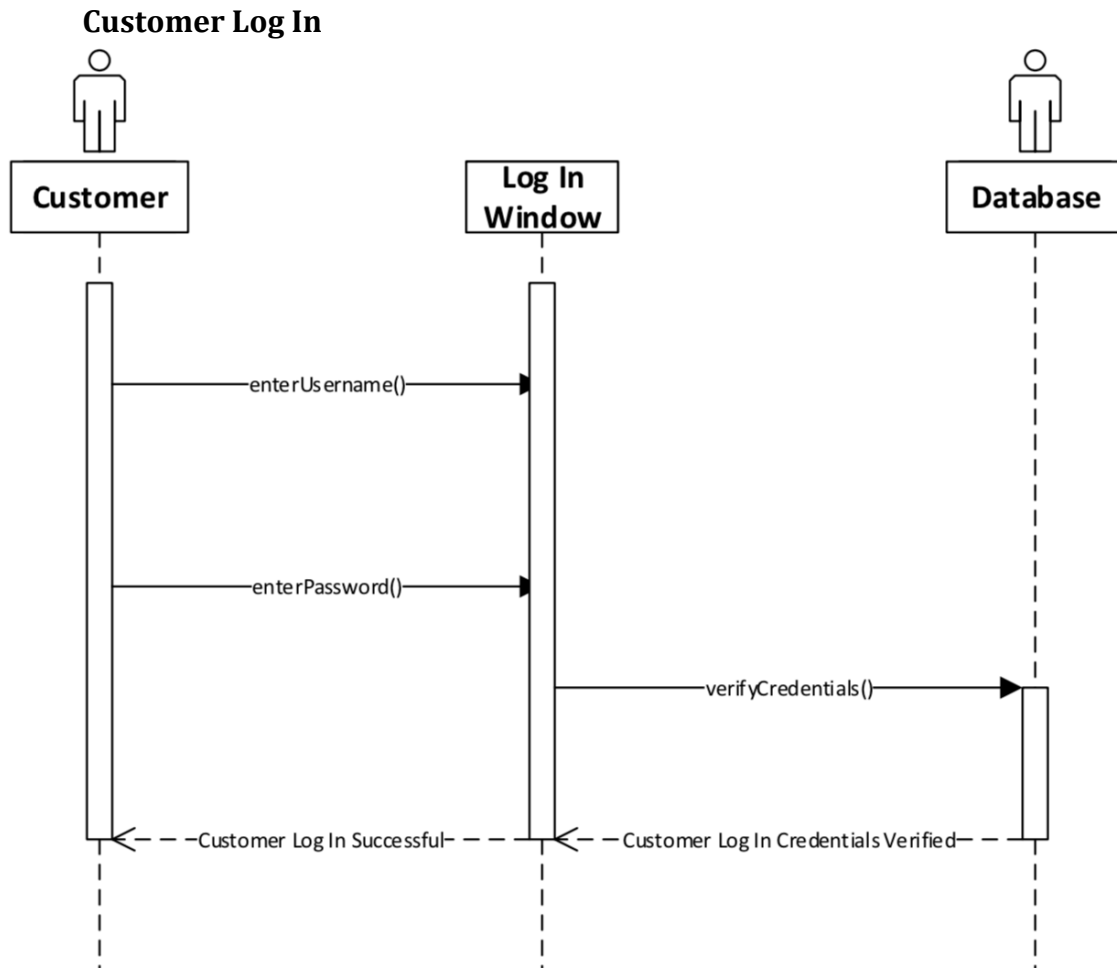 Customer Log In
Customer
Log In
Window
Database
enterUsername()
enterPassword()
verifyCredentials()
Customer Log In Successful
Customer Log In Credentials Verified